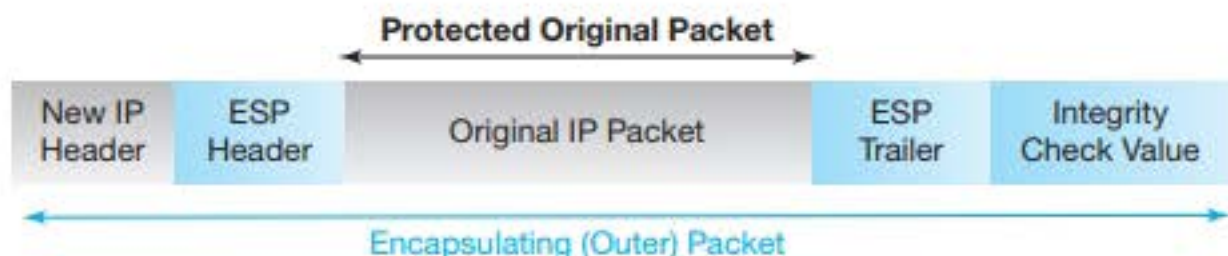 Protected Original Packet
New IP
Header
ESP
Header
Original IP Packet
ESP
Trailer
Integrity
Check Value
Encapsulating (Outer) Packet